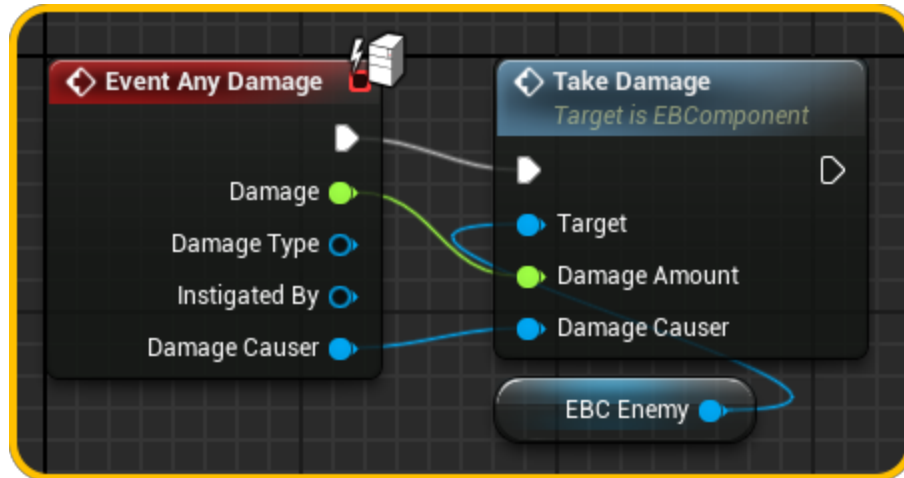 Event Any Damage
Damage
Damage Type
Instigated By
Damage Causer
Take Damage
Target is EBComponent
Target
Damage Amount
Damage Causer
EBC Enemy